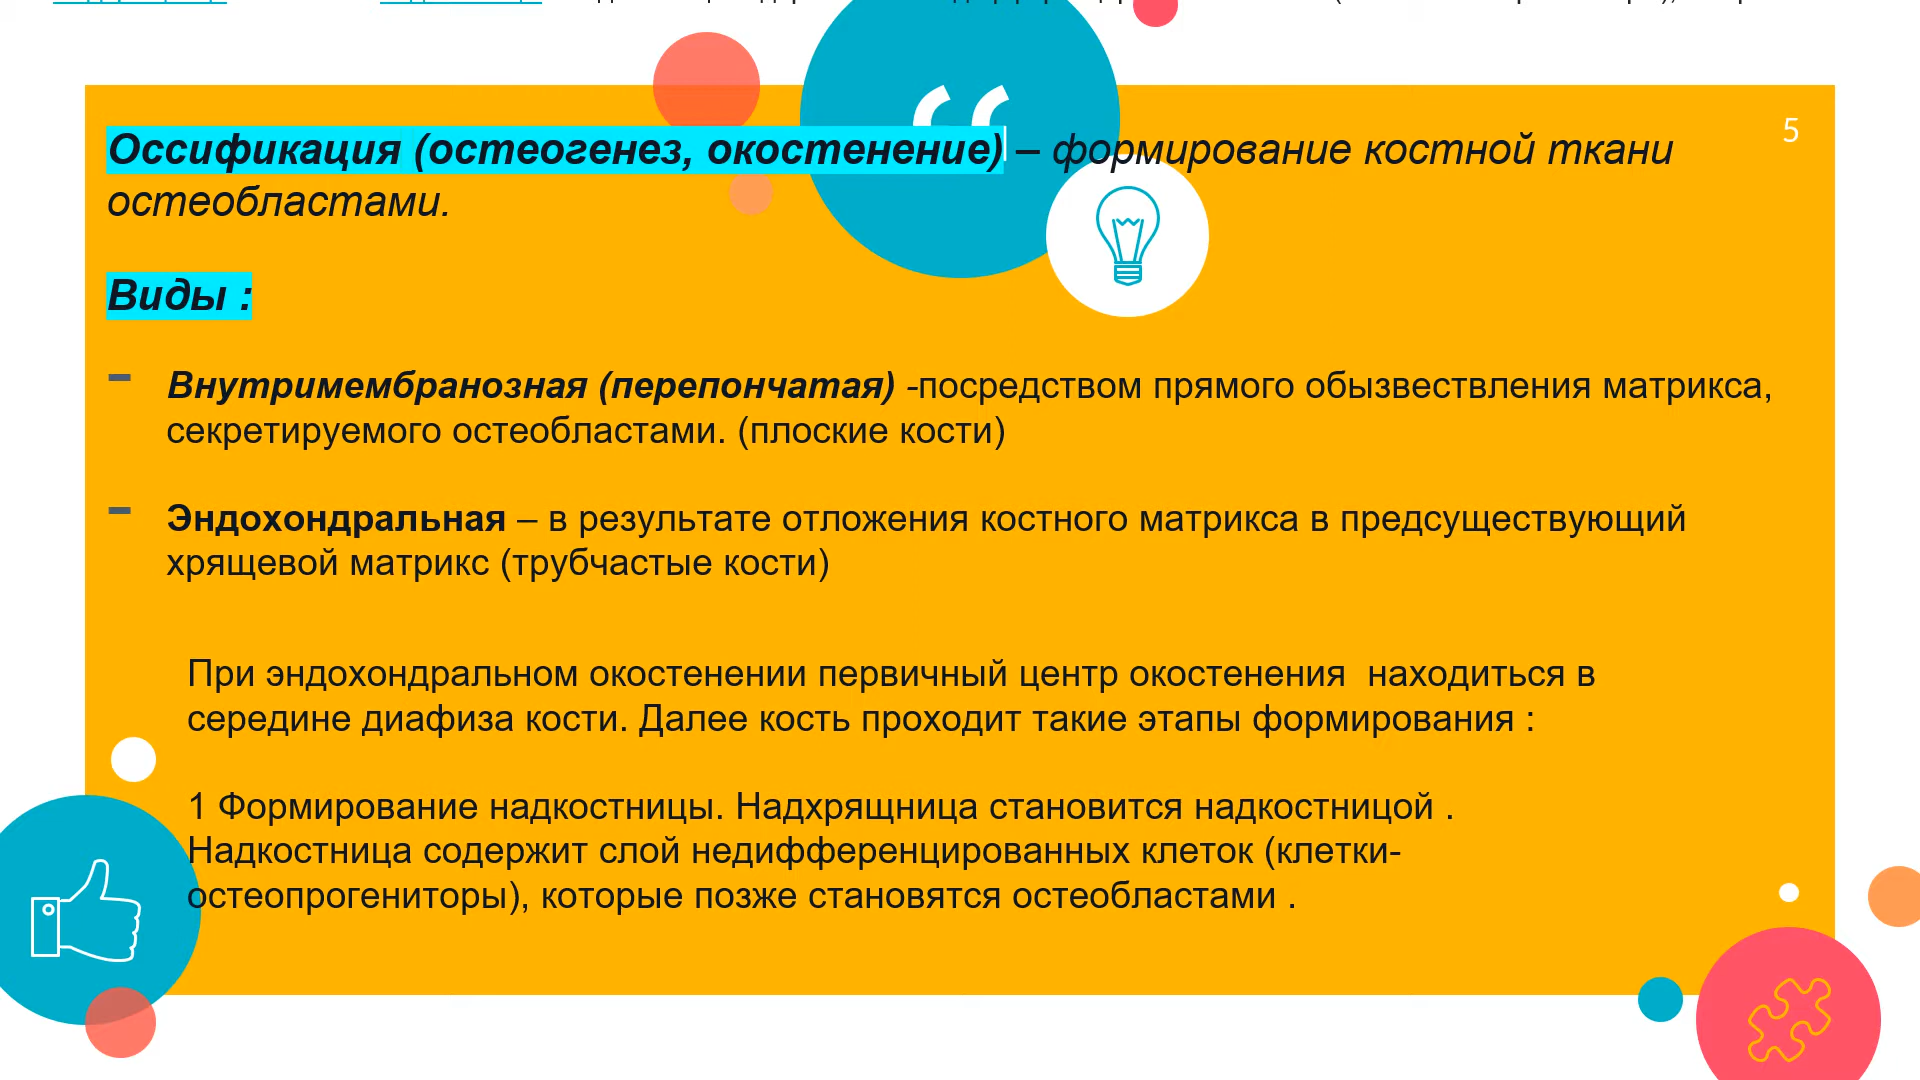 5
Оссификация (остеогенез, окостенение) – формирование костной ткани
остеобластами.
Виды :
- Внутримембранозная (перепончатая) -посредством прямого обызвествления матрикса,
секретируемого остеобластами. (плоские кости)
- Эндохондральная – в результате отложения костного матрикса в предсуществующий
хрящевой матрикс (трубчастые кости)
При эндохондральном окостенении первичный центр окостенения  находиться в
середине диафиза кости. Далее кость проходит такие этапы формирования :
1 Формирование надкостницы. Надхрящница становится надкостницой .
Надкостница содержит слой недифференцированных клеток (клетки-
остеопрогениторы), которые позже становятся остеобластами .